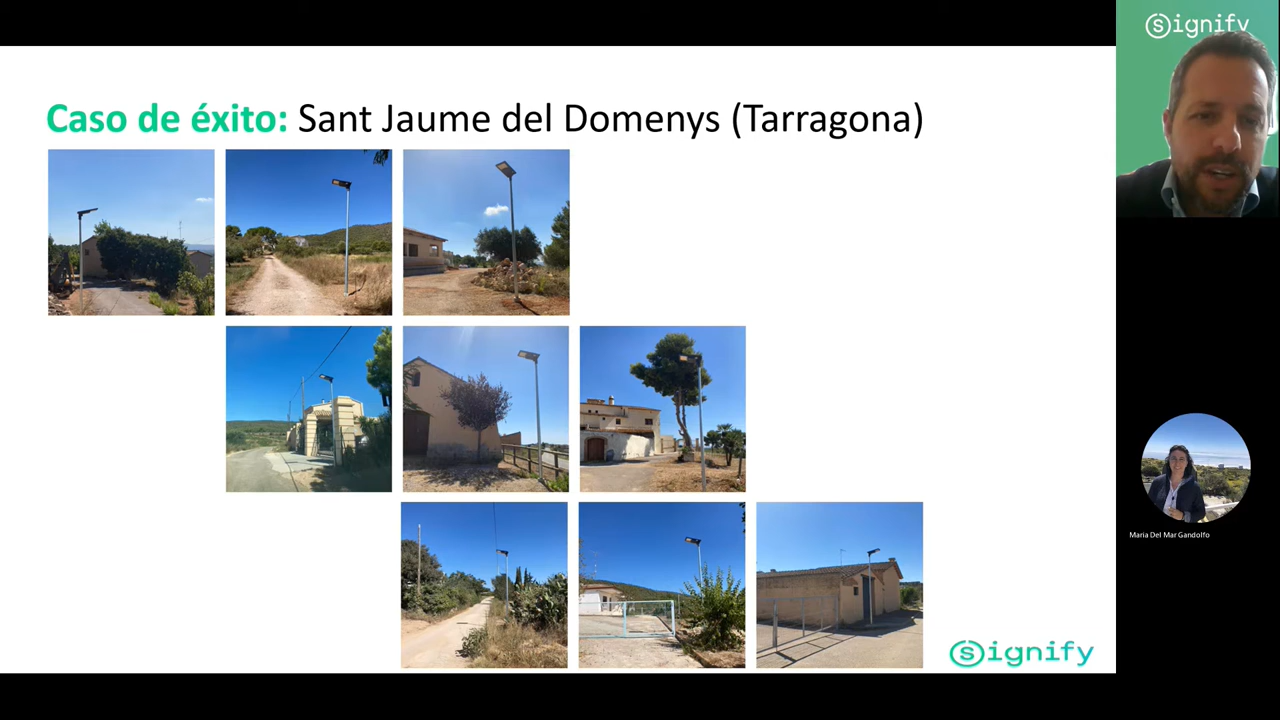 signify
Caso de éxito: Sant Jaume del Domenys (Tarragona)
Maria Del Mar Gandolfo
signify